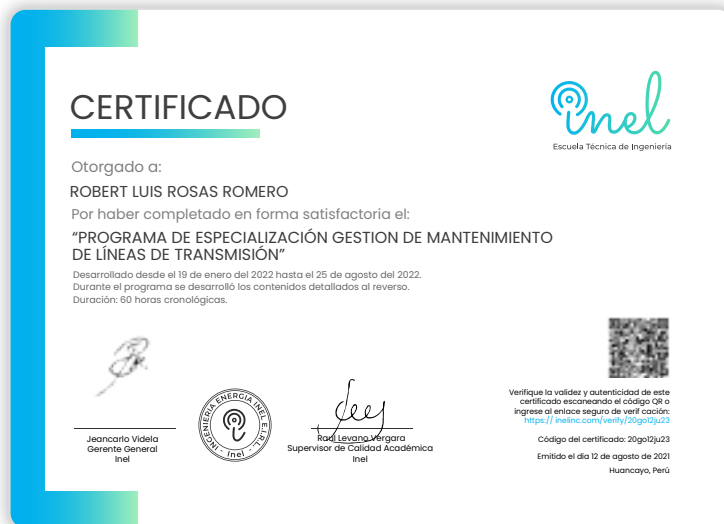 CERTIFICADO
inel
Escuela Técnica de Ingeniería
Otorgado a:
ROBERT LUIS ROSAS ROMERO
Por haber completado en forma satisfactoria el:
“PROGRAMA DE ESPECIALIZACIÓN GESTION DE MANTENIMIENTO
DE LÍNEAS DE TRANSMISIÓN”
Desarrollado desde el 19 de enero del 2022 hasta el 25 de agosto del 2022.
Durante el programa se desarrolló los contenidos detallados al reverso.
Duración: 60 horas cronológicas.
Jeancarlo Videla
Gerente General
Inel
INGENIERIA ENERGIA INEL E.I.R.L.
- Inel -
Raúl Levano Vergara
Supervisor de Calidad Académica
Inel
Verifique la validez y autenticidad de este
certificado escaneando el código QR o
ingrese al enlace seguro de verif cación:
https:// inelinc.com/verify/20go12ju23
Código del certificado: 20go12ju23
Emitido el día 12 de agosto de 2021
Huancayo, Perú